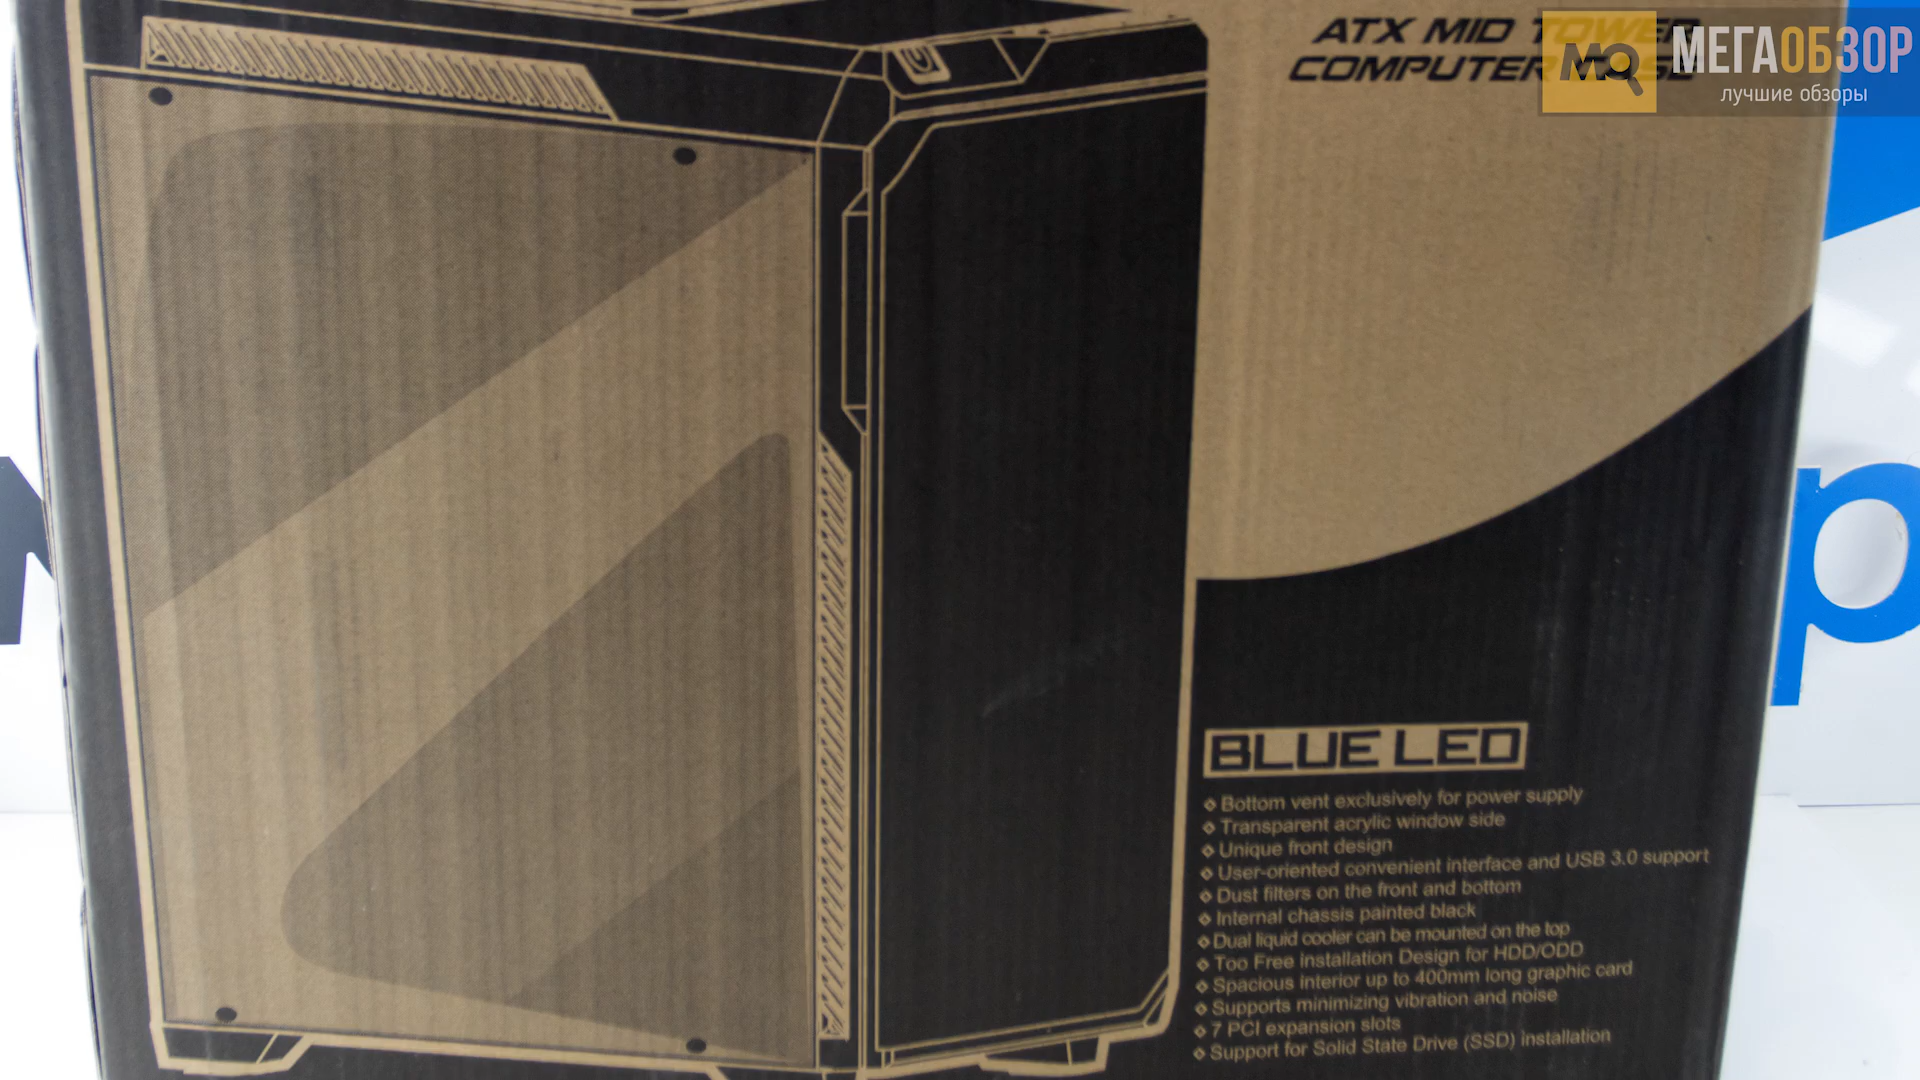 ATX MID TOWER
COMPUTER CASE
МЕГАОБЗОР
лучшие обзоры
BLUE LED
Bottom vent exclusively for power supply
Transparent acrylic window side
Unique front design
User-oriented convenient interface and USB 3.0 support
Dust filters on the front and bottom
Internal chassis painted black
Dual liquid cooler can be mounted on the top
Too Free installation Design for HDD/ODD
Spacious interior up to 400mm long graphic card
Supports minimizing vibration and noise
7 PCI expansion slots
Support for Solid State Drive (SSD) installation
р